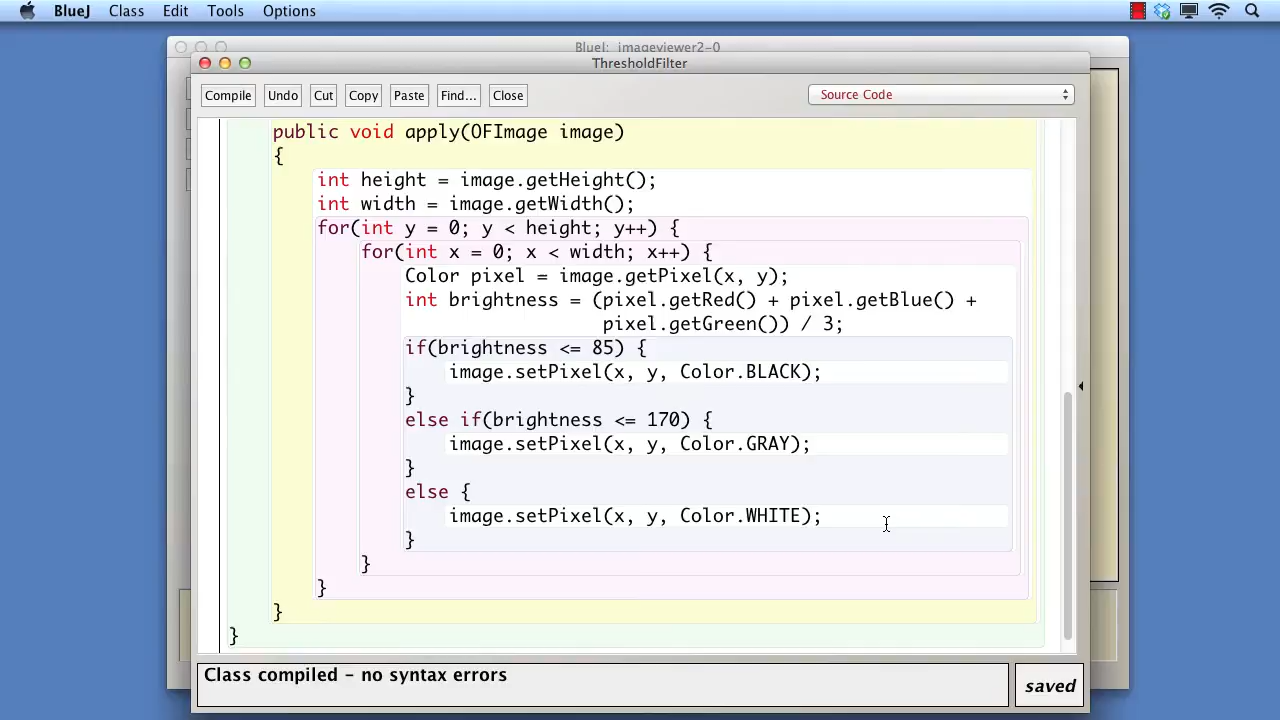 BlueJ Class Edit Tools Options
BlueJ: imageviewer2-0
ThresholdFilter
Compile Undo Cut Copy Paste Find... Close Source Code
public void apply(OFImage image)
{
int height = image.getHeight();
int width = image.getWidth();
for(int y = 0; y < height; y++) {
for(int x = 0; x < width; x++) {
Color pixel = image.getPixel(x, y);
int brightness = (pixel.getRed() + pixel.getBlue() +
pixel.getGreen()) / 3;
if(brightness <= 85) {
image.setPixel(x, y, Color.BLACK);
}
else if(brightness <= 170) {
image.setPixel(x, y, Color.GRAY);
}
else {
image.setPixel(x, y, Color.WHITE);
}
}
}
}
}
Class compiled - no syntax errors
saved